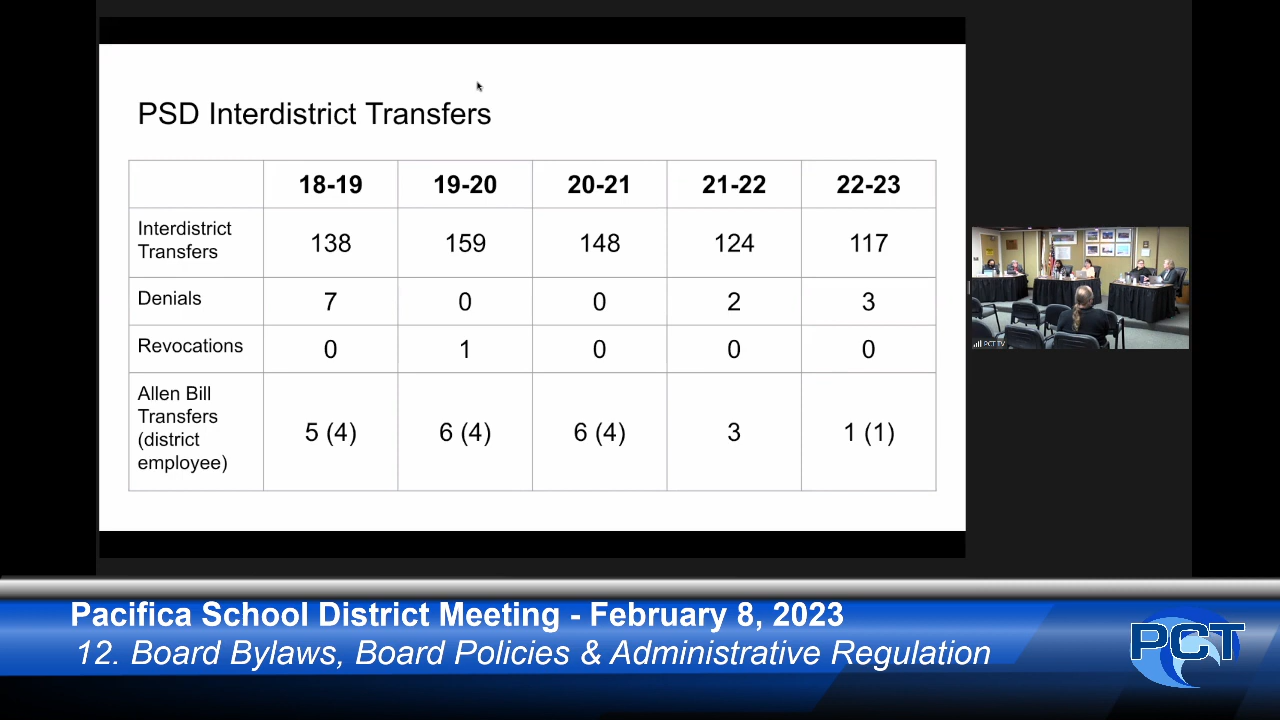 PSD Interdistrict Transfers
18-19 19-20 20-21 21-22 22-23
Interdistrict
Transfers
138 159 148 124 117
Denials 7 0 0 2 3
Revocations 0 1 0 0 0
Allen Bill
Transfers
(district
employee)
5 (4) 6 (4) 6 (4) 3 1 (1)
PCT TV
Pacifica School District Meeting - February 8, 2023
12. Board Bylaws, Board Policies & Administrative Regulation
PCT